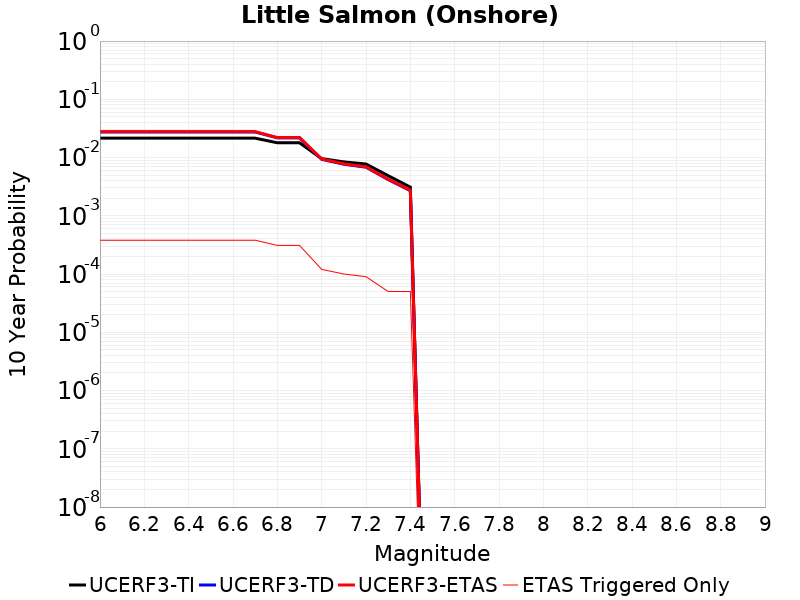 Little Salmon (Onshore)
10^0
10^-1
10^-2
10^-3
10^-4
10^-5
10^-6
10^-7
10^-8
10 Year Probability
6 6.2 6.4 6.6 6.8 7 7.2 7.4 7.6 7.8 8 8.2 8.4 8.6 8.8 9
Magnitude
UCERF3-TI UCERF3-TD UCERF3-ETAS ETAS Triggered Only